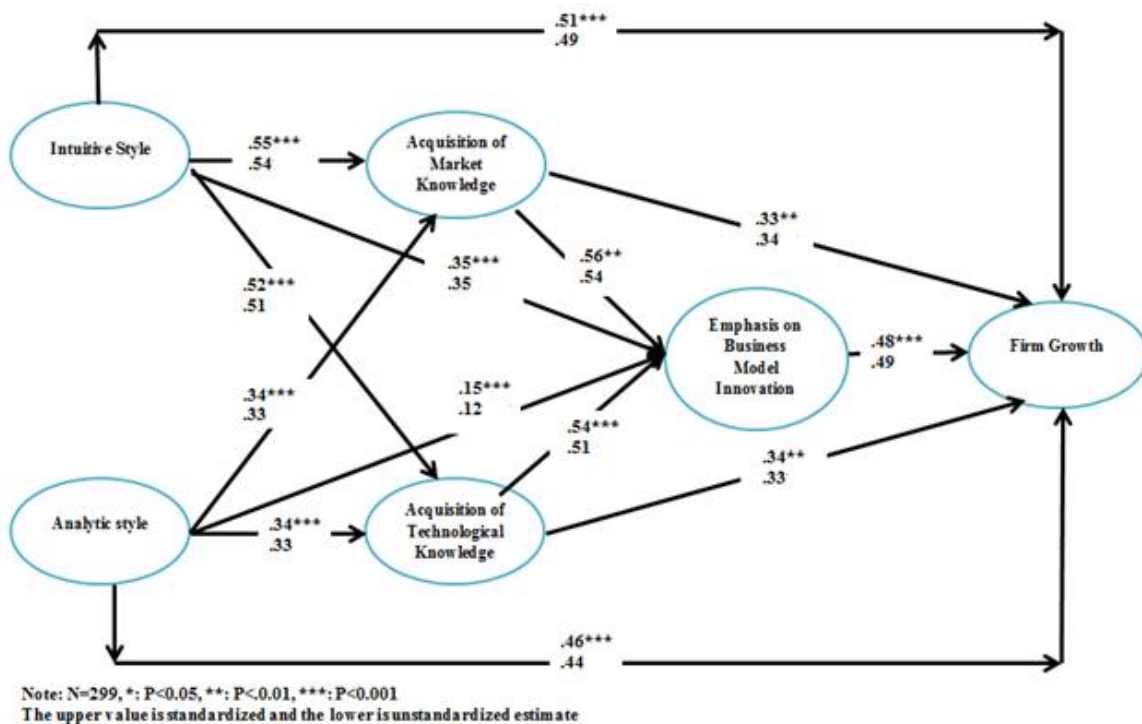 .51***
.49
Intuitive Style
.55***
.54
Acquisition of
Market
Knowledge
.33**
.34
.56**
.54
.35***
.35
.52***
.51
Emphasis on
Business
Model
Innovation
.48***
.49
Firm Growth
.34***
.33
.15***
.12
.54***
.51
.34**
.33
Analytic style
.34***
.33
Acquisition of
Technological
Knowledge
.46***
.44
Note: N=299, *: P<0.05, **: P<.0.01, ***: P<0.001
The upper value is standardized and the lower is unstandardized estimate